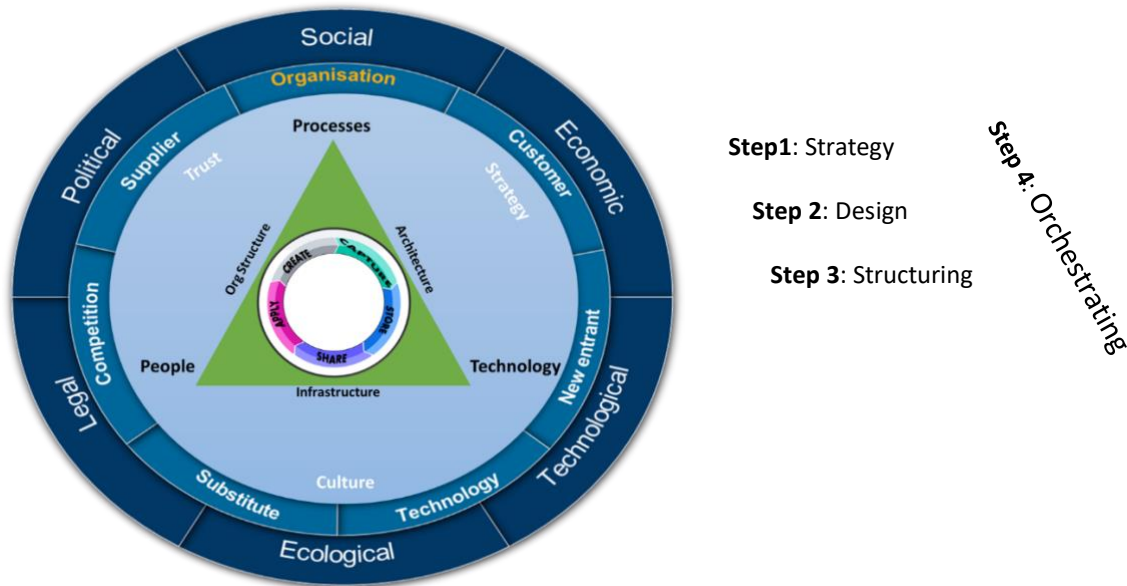 Social
Organisation
Political
Supplier
Trust
Processes
Strategy
Customer
Economic
Org Structure
Architecture
CREATE
CAPTURE
APPLY
STORE
SHARE
People
Technology
Infrastructure
Competition
New entrant
Legal
Technological
Culture
Substitute
Technology
Ecological
Step1: Strategy
Step 2: Design
Step 3: Structuring
Step 4: Orchestrating